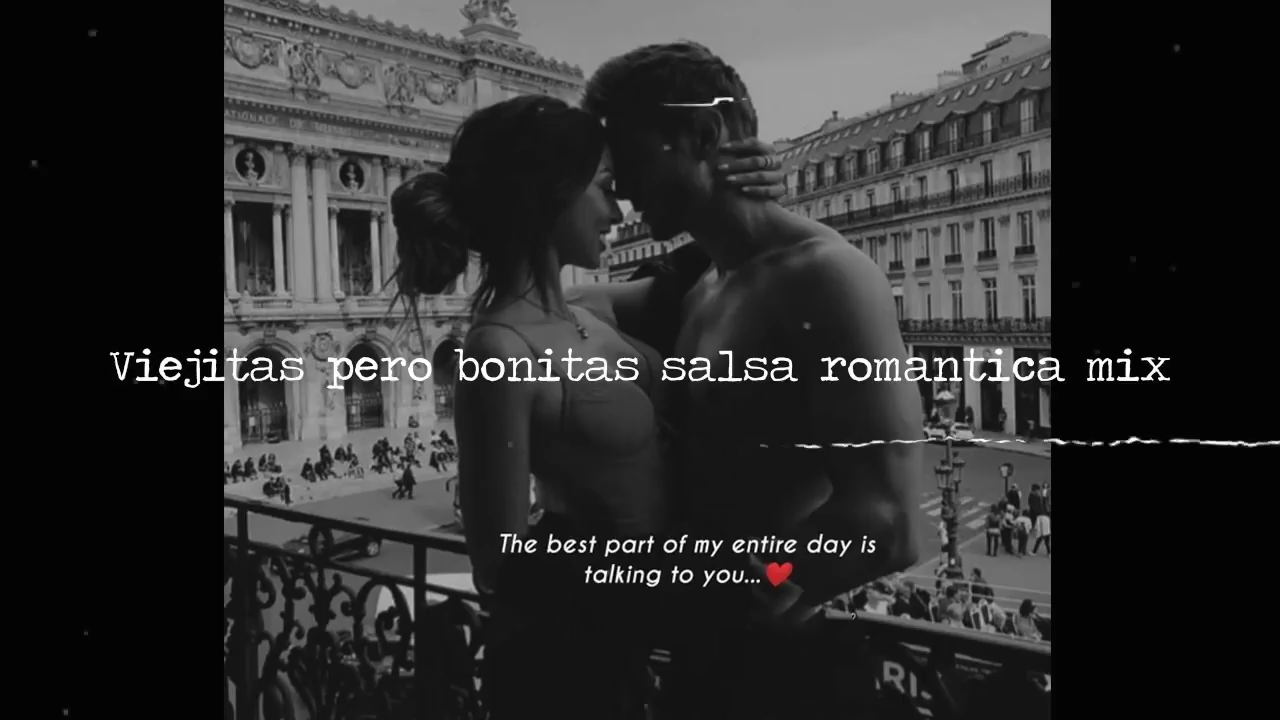 Viejitas pero bonitas salsa romantica mix
The best part of my entire day is
talking to you...❤️